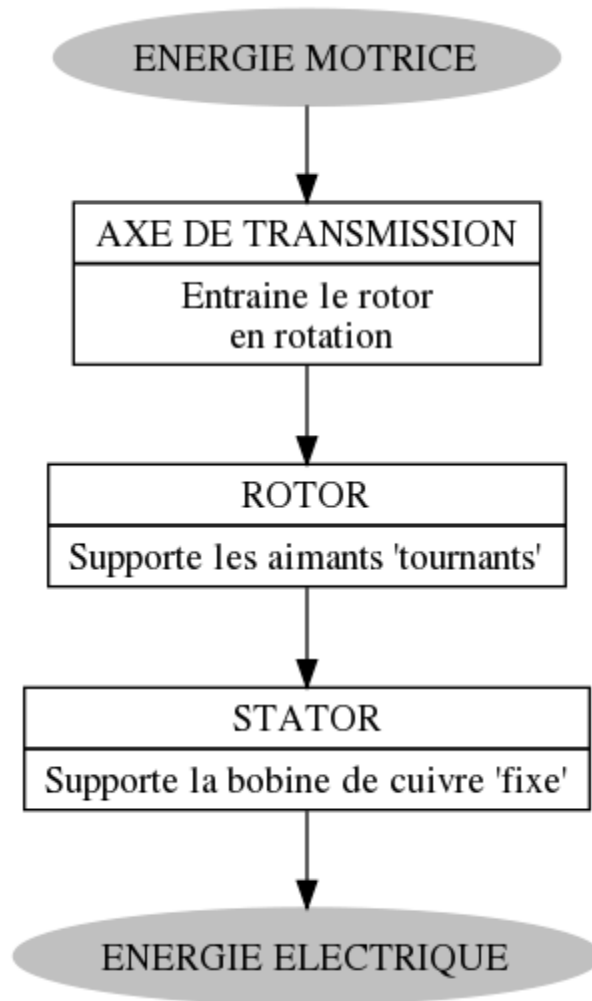 ENERGIE MOTRICE
AXE DE TRANSMISSION
Entraine le rotor
en rotation
ROTOR
Supporte les aimants 'tournants'
STATOR
Supporte la bobine de cuivre 'fixe'
ENERGIE ELECTRIQUE